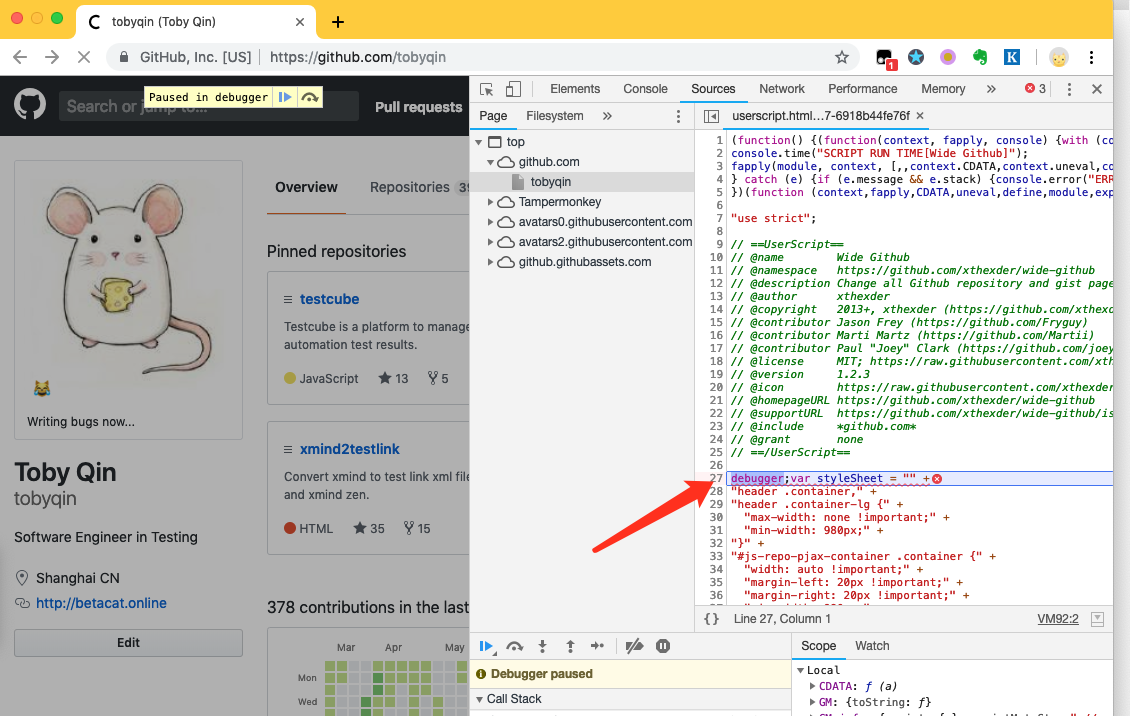 tobyqin (Toby Qin)
GitHub, Inc. [US] https://github.com/tobyqin
1
Search or jump to...
Paused in debugger
Pull requests
Writing bugs now...
Toby Qin
tobyqin
Software Engineer in Testing
Shanghai CN
http://betacat.online
Edit
Overview
Repositories 39
Pinned repositories
testcube
Testcube is a platform to manage
automation test results.
JavaScript 13 5
xmind2testlink
Convert xmind to test link xml file
and xmind zen.
HTML 35 15
378 contributions in the last
Mar Apr May
Mon
Wed
Elements Console Sources Network Performance Memory » 3
Page Filesystem »
top
github.com
tobyqin
Tampermonkey
avatars0.githubusercontent.com
avatars2.githubusercontent.com
github.githubassets.com
userscript.html...7-6918b44fe76f
1 (function() {(function(context, fapply, console) {with (co
2 console.time("SCRIPT RUN TIME[Wide Github]");
3 fapply(module, context, [,,context.CDATA,context.uneval,co
4 } catch (e) {if (e.message && e.stack) {console.error("ERR
5 })(function (context,fapply,CDATA,uneval,define,module,exp
6
7 "use strict";
8
9 // ==UserScript==
10 // @name Wide Github
11 // @namespace https://github.com/xthexder/wide-github
12 // @description Change all Github repository and gist page
13 // @author xthexder
14 // @copyright 2013+, xthexder (https://github.com/xthexd
15 // @contributor Jason Frey (https://github.com/Fryguy)
16 // @contributor Marti Martz (https://github.com/Martii)
17 // @contributor Paul "Joey" Clark (https://github.com/joey
18 // @license MIT; https://raw.githubusercontent.com/xth
19 // @version 1.2.3
20 // @icon https://raw.githubusercontent.com/xthexder
21 // @homepageURL https://github.com/xthexder/wide-github
22 // @supportURL https://github.com/xthexder/wide-github/is
23 // @include *github.com*
24 // @grant none
25 // ==/UserScript==
26
27 debugger;var styleSheet = "" +
28 "header .container," +
29 "header .container-lg {" +
30 "max-width: none !important;" +
31 "min-width: 980px;" +
32 "}" +
33 "#js-repo-pjax-container .container {" +
34 "width: auto !important;" +
35 "margin-left: 20px !important;" +
36 "margin-right: 20px !important;" +
{} Line 27, Column 1 VM92:2
Debugger paused
Call Stack
Scope Watch
Local
CDATA: ƒ (a)
GM: {toString: ƒ}